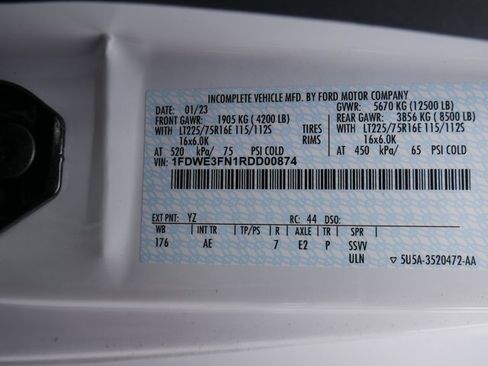 INCOMPLETE VEHICLE MFD. BY FORD MOTOR COMPANY
DATE: 01/23 GVWR: 5670 KG (12500 LB)
FRONT GAWR: 1905 KG (4200 LB) REAR GAWR: 3856 KG (8500 LB)
WITH LT225/75R16E 115/112S TIRES WITH LT225/75R16E 115/112S
16x6.0K RIMS 16x6.0K
AT 520 kPa/ 75 PSI COLD AT 450 kPa/ 65 PSI COLD
VIN: 1FDWE3FN1RDD00874
EXT PNT: YZ RC: 44 DSO:
WB INT TR TP/PS R AXLE TR SPR
176 AE 7 E2 P SSVV
ULN ▽ 5U5A-3520472-AA